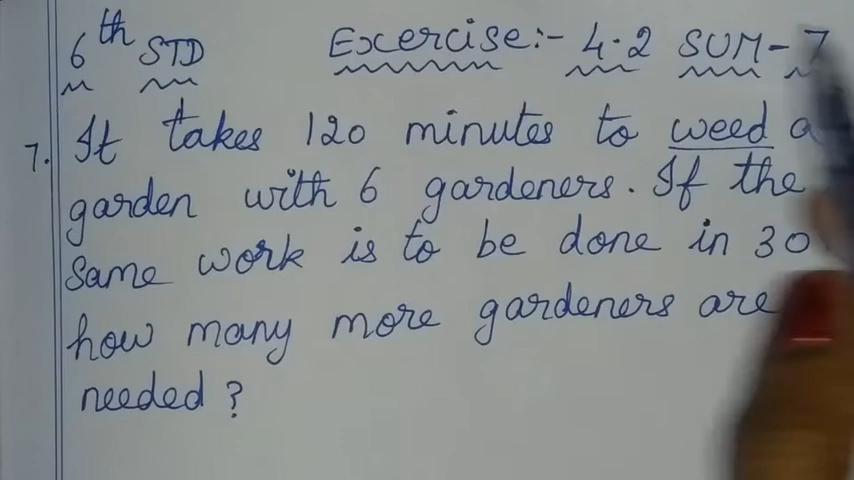 6th STD Exercise:- 4.2 SUM- 7
7. It takes 120 minutes to weed a
garden with 6 gardeners. If the
same work is to be done in 30
how many more gardeners are
needed?